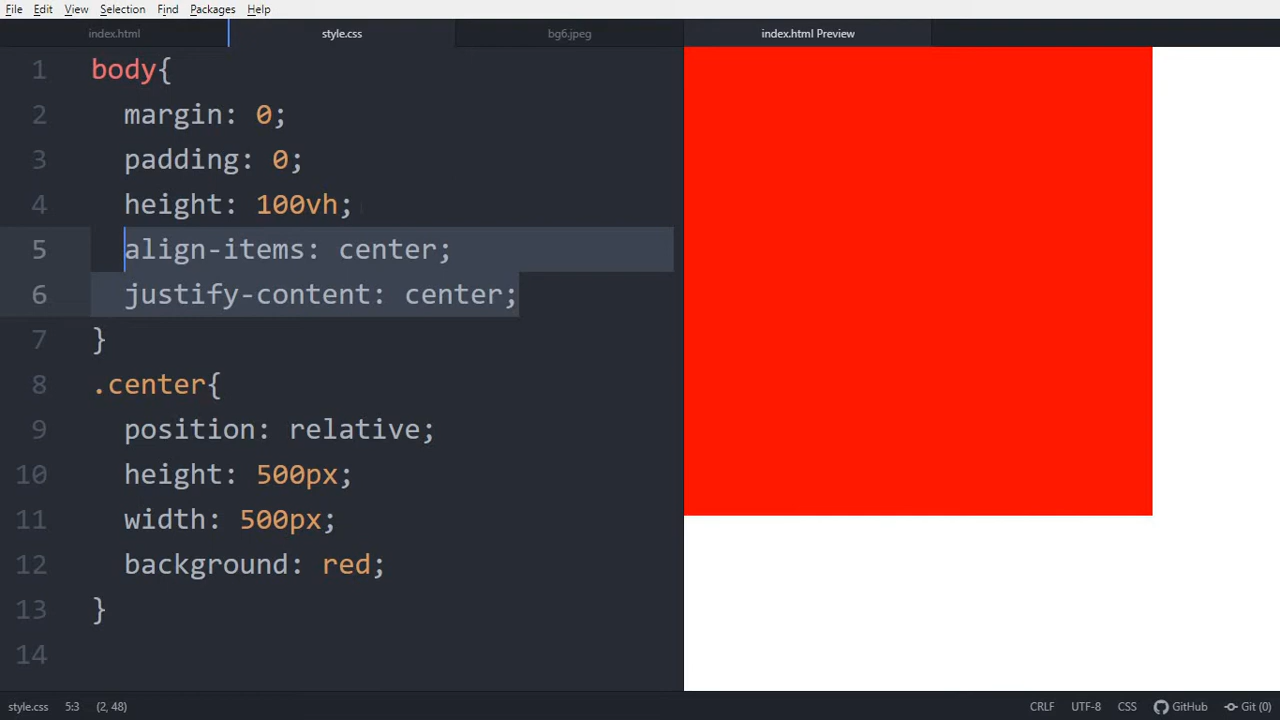 File Edit View Selection Find Packages Help
index.html style.css bg6.jpeg index.html Preview
1 body{
2 margin: 0;
3 padding: 0;
4 height: 100vh;
5 align-items: center;
6 justify-content: center;
7 }
8 .center{
9 position: relative;
10 height: 500px;
11 width: 500px;
12 background: red;
13 }
14
style.css 5:3 (2, 48) CRLF UTF-8 CSS GitHub Git (0)